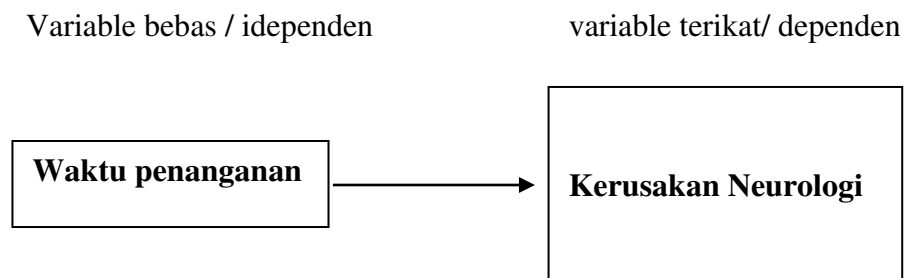 Variable bebas / idependen
variable terikat/ dependen
Waktu penanganan
Kerusakan Neurologi